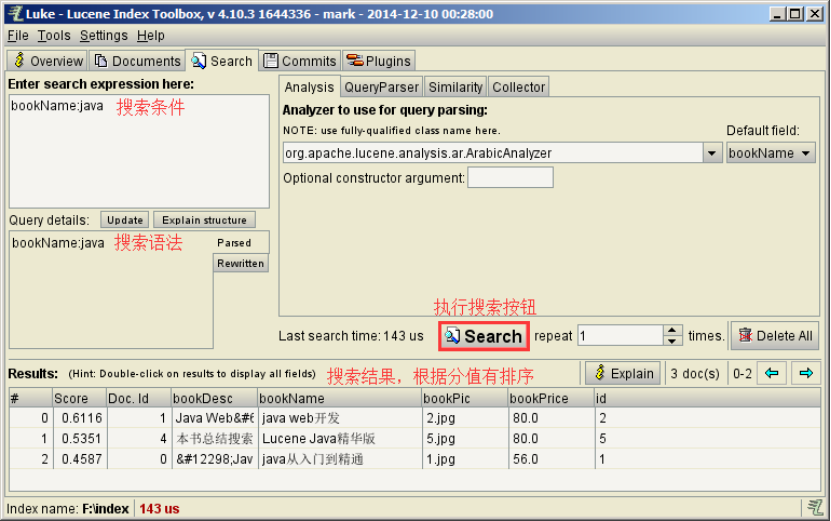 Luke - Lucene Index Toolbox, v 4.10.3 1644336 - mark - 2014-12-10 00:28:00
File Tools Settings Help
Overview Documents Search Commits Plugins
Enter search expression here:
bookName:java 搜索条件
Analysis QueryParser Similarity Collector
Analyzer to use for query parsing:
NOTE: use fully-qualified class name here.
Default field:
org.apache.lucene.analysis.ar.ArabicAnalyzer
bookName
Optional constructor argument:
Query details: Update Explain structure
bookName:java 搜索语法
Parsed
Rewritten
执行搜索按钮
Last search time: 143 us Search repeat 1 times. Delete All
Results: (Hint: Double-click on results to display all fields) 搜索结果，根据分值有排序 Explain 3 doc(s) 0-2
# Score Doc. Id bookDesc bookName bookPic bookPrice id
0 0.6116 1 Java Web&#6 java web开发 2.jpg 80.0 2
1 0.5351 4 本书总结搜索 Lucene Java精华版 5.jpg 80.0 5
2 0.4587 0 &#12298;Jav java从入门到精通 1.jpg 56.0 1
Index name: F:\index 143 us